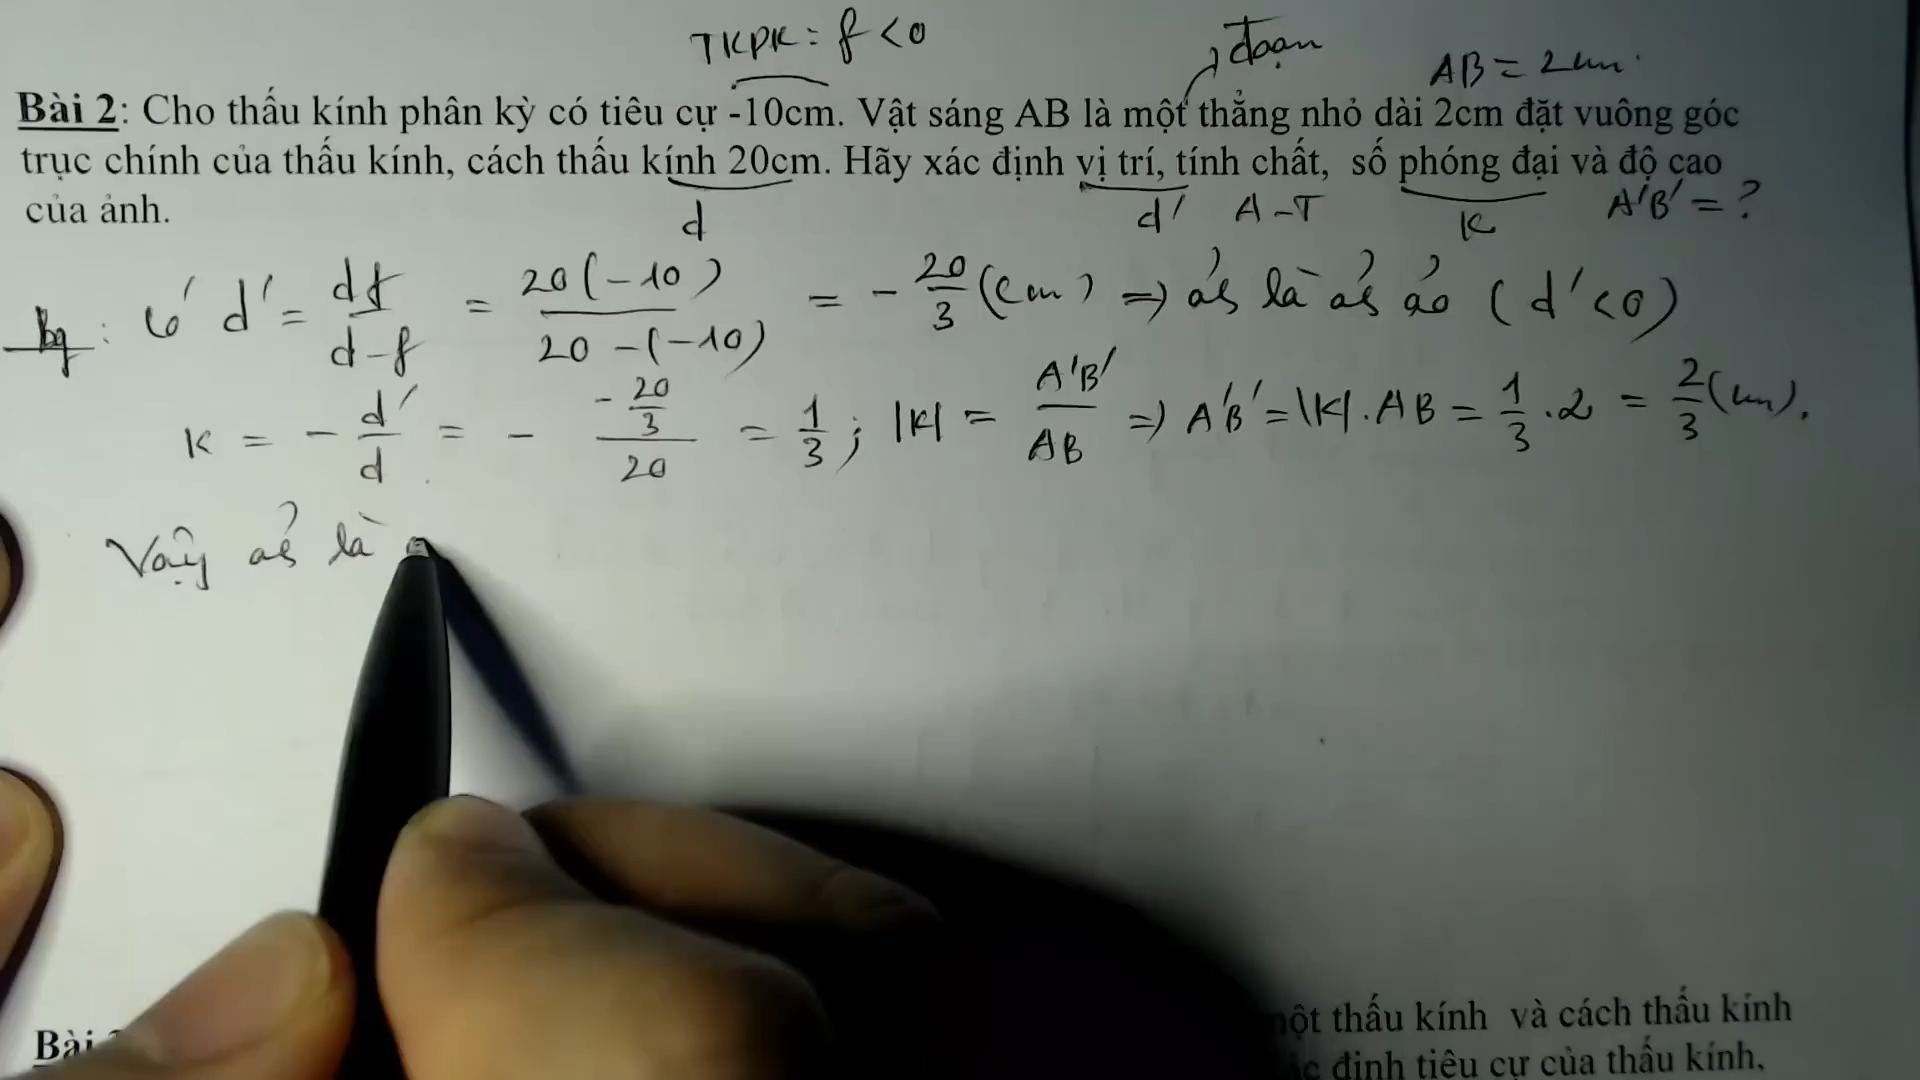 TKPK: f < 0
đoạn
AB = 2cm.
Bài 2: Cho thấu kính phân kỳ có tiêu cự -10cm. Vật sáng AB là một thẳng nhỏ dài 2cm đặt vuông góc
trục chính của thấu kính, cách thấu kính 20cm. Hãy xác định vị trí, tính chất, số phóng đại và độ cao
của ảnh.
d d' A-T K A'B' = ?
Bg: Có d' = df / d - f = 20(-10) / 20 - (-10) = - 20/3 (cm) => ảnh là ảnh ảo (d' < 0)
K = - d'/d = - (- 20/3) / 20 = 1/3 ; |K| = A'B' / AB => A'B' = |K| . AB = 1/3 . 2 = 2/3 (cm).
Vậy ảnh là
Bài
một thấu kính và cách thấu kính
định tiêu cự của thấu kính.